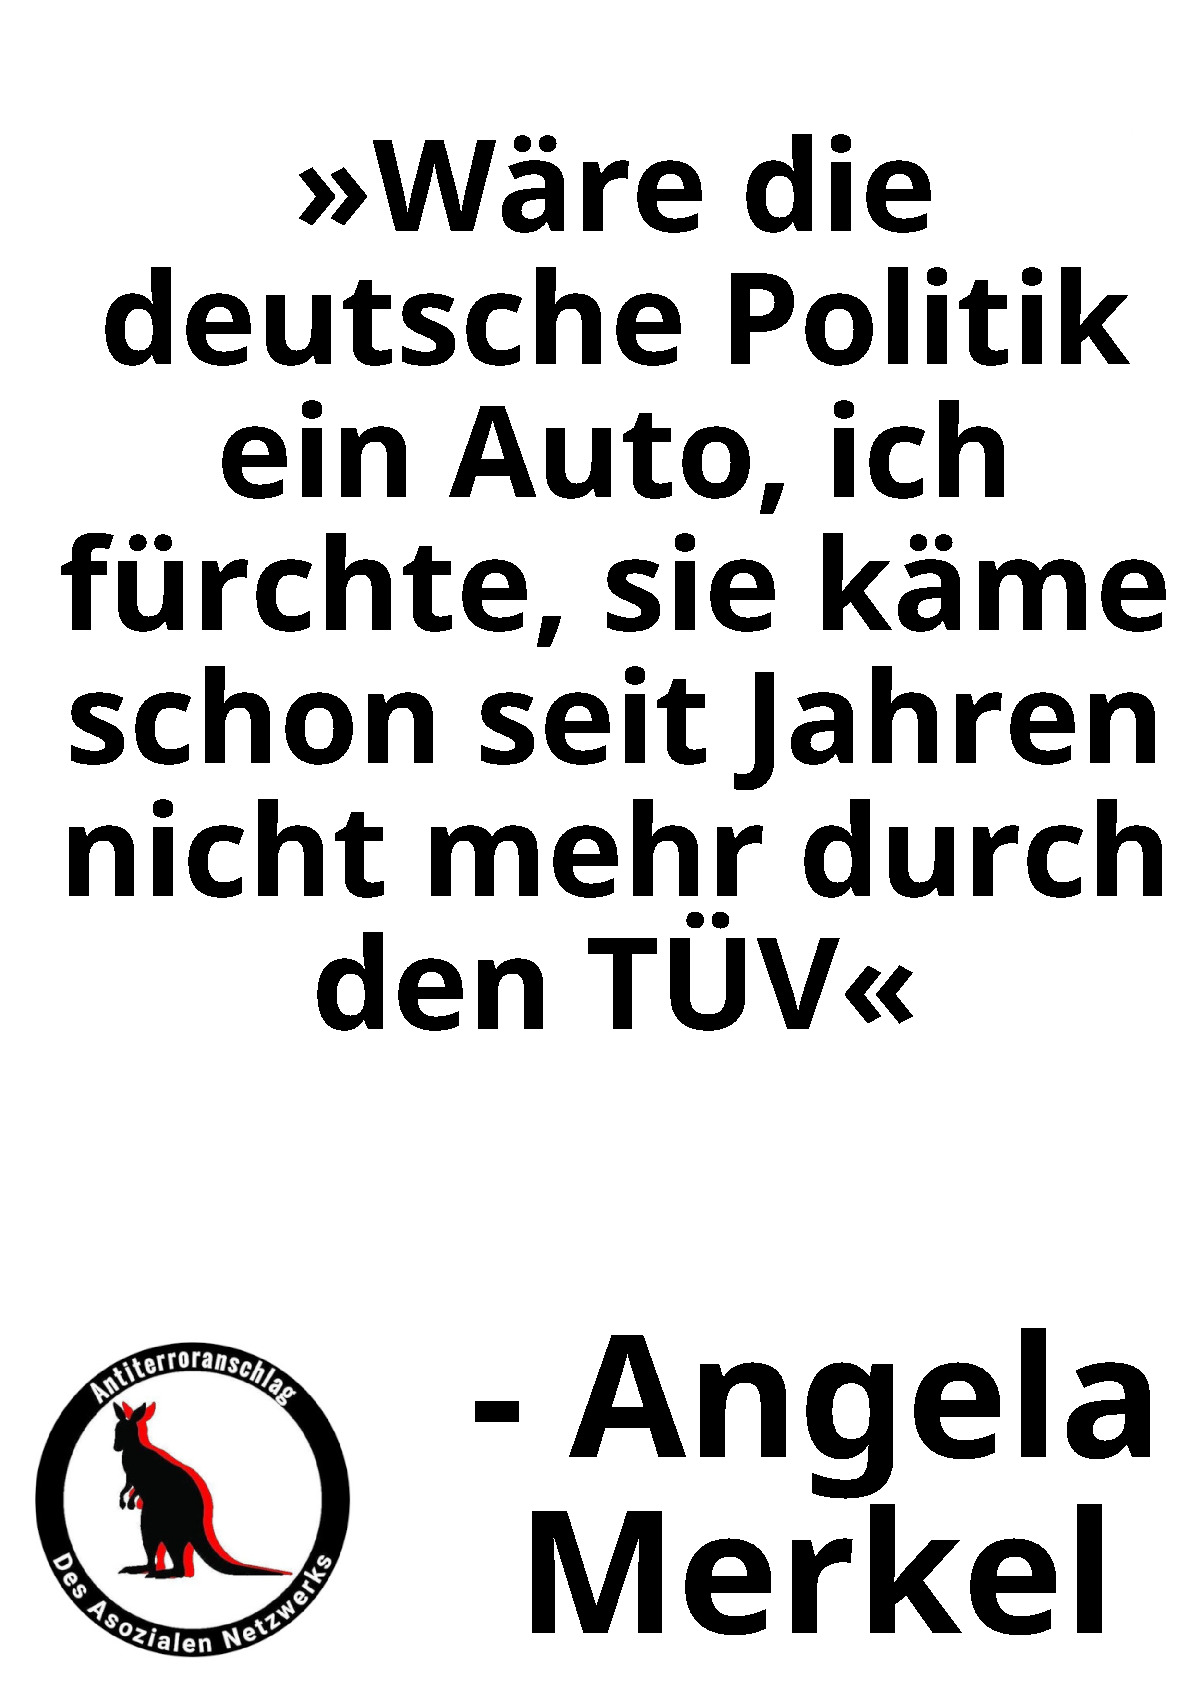 »Wäre die
deutsche Politik
ein Auto, ich
fürchte, sie käme
schon seit Jahren
nicht mehr durch
den TÜV«
- Angela
Merkel
Antiterroranschlag
Des Asozialen Netzwerks